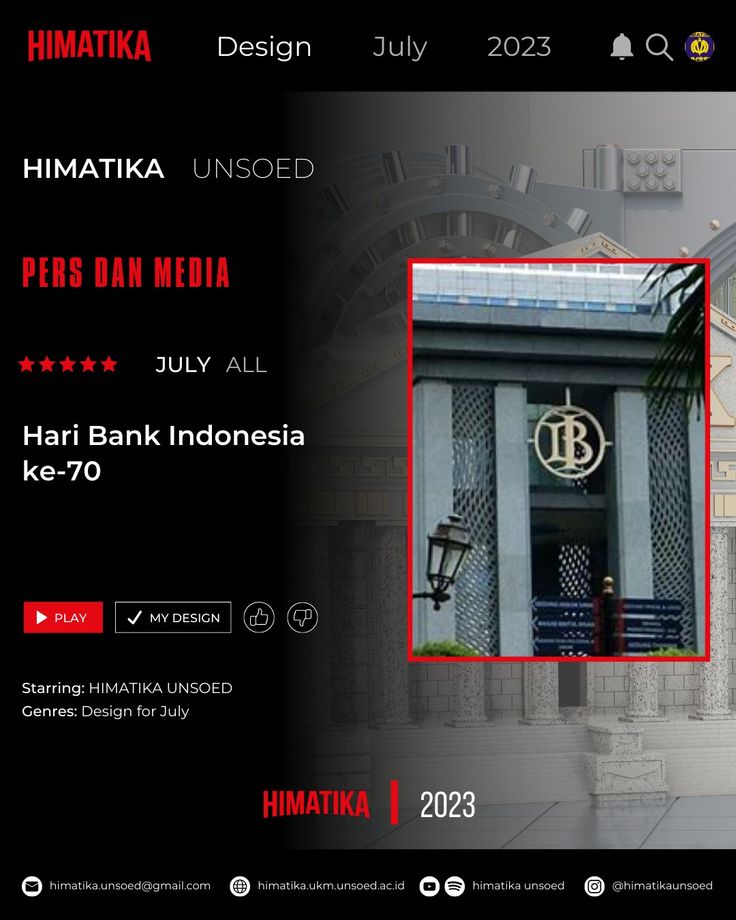 HIMATIKA Design July 2023
HIMATIKA UNSOED
PERS DAN MEDIA
JULY ALL
Hari Bank Indonesia
ke-70
PLAY MY DESIGN
Starring: HIMATIKA UNSOED
Genres: Design for July
HIMATIKA | 2023
himatika.unsoed@gmail.com himatika.ukm.unsoed.ac.id himatika unsoed @himatikaunsoed